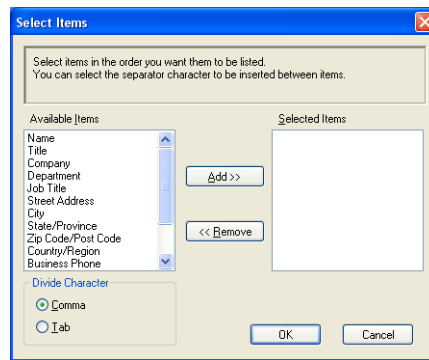 Select Items
Select items in the order you want them to be listed.
You can select the separator character to be inserted between items.
Available Items
Selected Items
Name
Title
Company
Department
Job Title
Street Address
City
State/Province
Zip Code/Post Code
Country/Region
Business Phone
Add >>
<< Remove
Divide Character
Comma
Tab
OK
Cancel